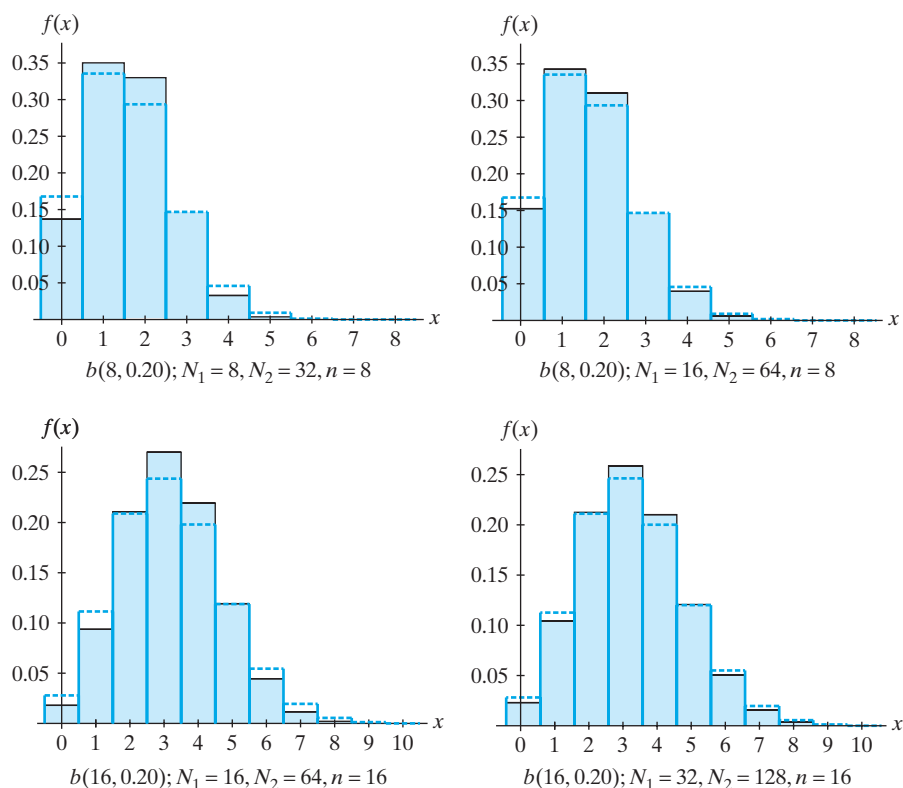 f(x)
0.35
0.30
0.25
0.20
0.15
0.10
0.05
0 1 2 3 4 5 6 7 8 x
b(8, 0.20); N₁ = 8, N₂ = 32, n = 8
f(x)
0.35
0.30
0.25
0.20
0.15
0.10
0.05
0 1 2 3 4 5 6 7 8 x
b(8, 0.20); N₁ = 16, N₂ = 64, n = 8
f(x)
0.25
0.20
0.15
0.10
0.05
0 1 2 3 4 5 6 7 8 9 10 x
b(16, 0.20); N₁ = 16, N₂ = 64, n = 16
f(x)
0.25
0.20
0.15
0.10
0.05
0 1 2 3 4 5 6 7 8 9 10 x
b(16, 0.20); N₁ = 32, N₂ = 128, n = 16